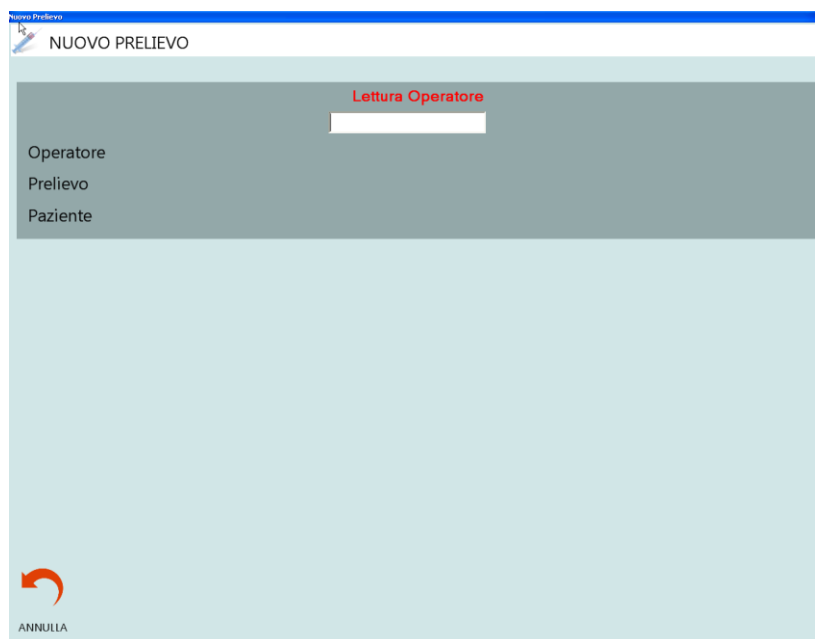 Nuovo Prelievo
NUOVO PRELIEVO
Lettura Operatore
Operatore
Prelievo
Paziente
ANNULLA